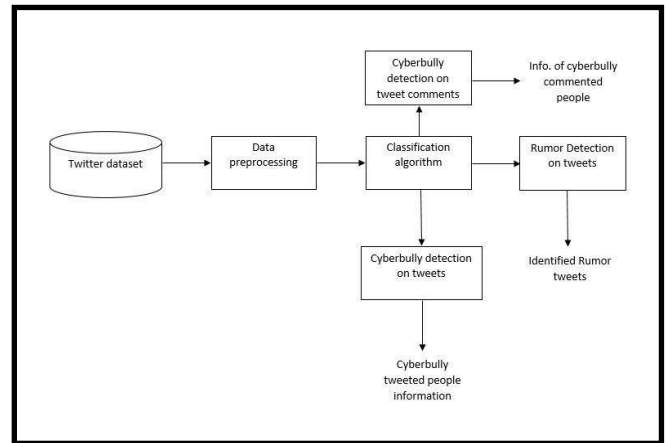 Cyberbully
detection on
tweet comments
Info. of cyberbully
commented
people
Twitter dataset
Data
preprocessing
Classification
algorithm
Rumor Detection
on tweets
Cyberbully detection
on tweets
Identified Rumor
tweets
Cyberbully
tweeted people
information